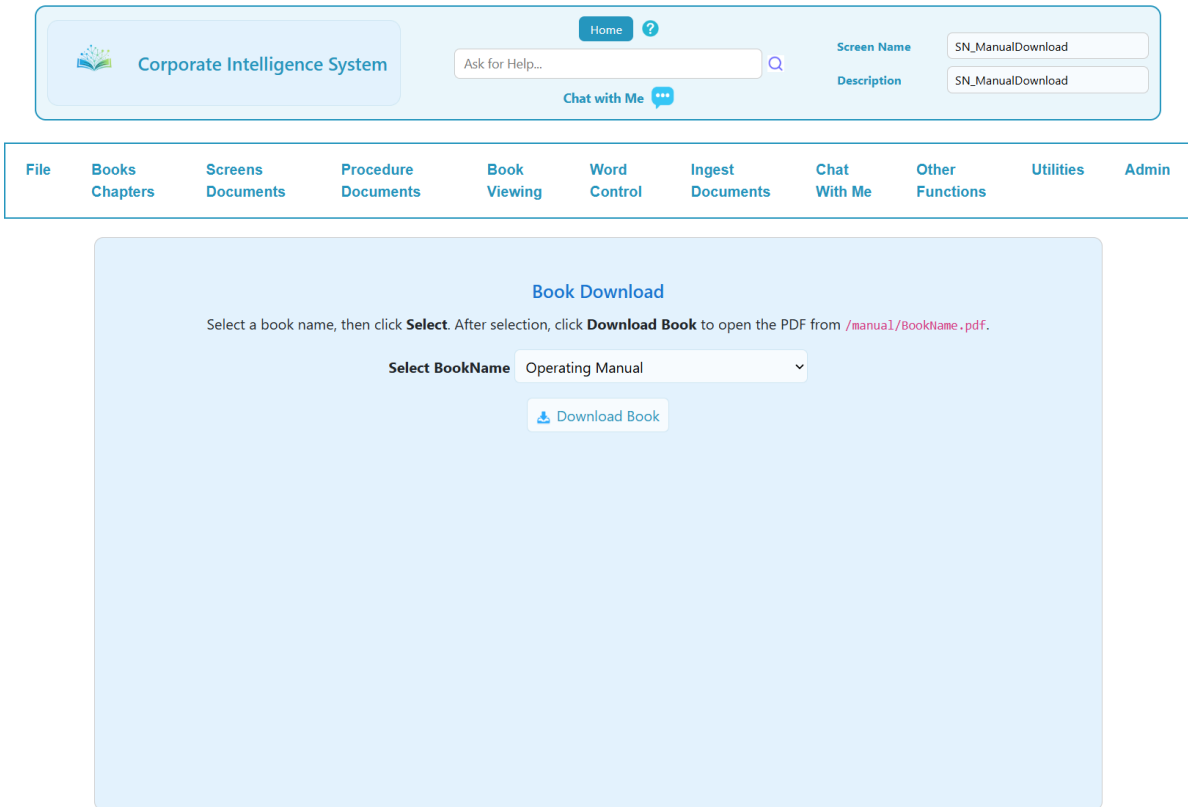 Corporate Intelligence System
Home ?
Ask for Help...
Chat with Me
Screen Name SN_ManualDownload
Description SN_ManualDownload
File
Books Chapters
Screens Documents
Procedure Documents
Book Viewing
Word Control
Ingest Documents
Chat With Me
Other Functions
Utilities
Admin
Book Download
Select a book name, then click Select. After selection, click Download Book to open the PDF from /manual/BookName.pdf.
Select BookName Operating Manual
Download Book